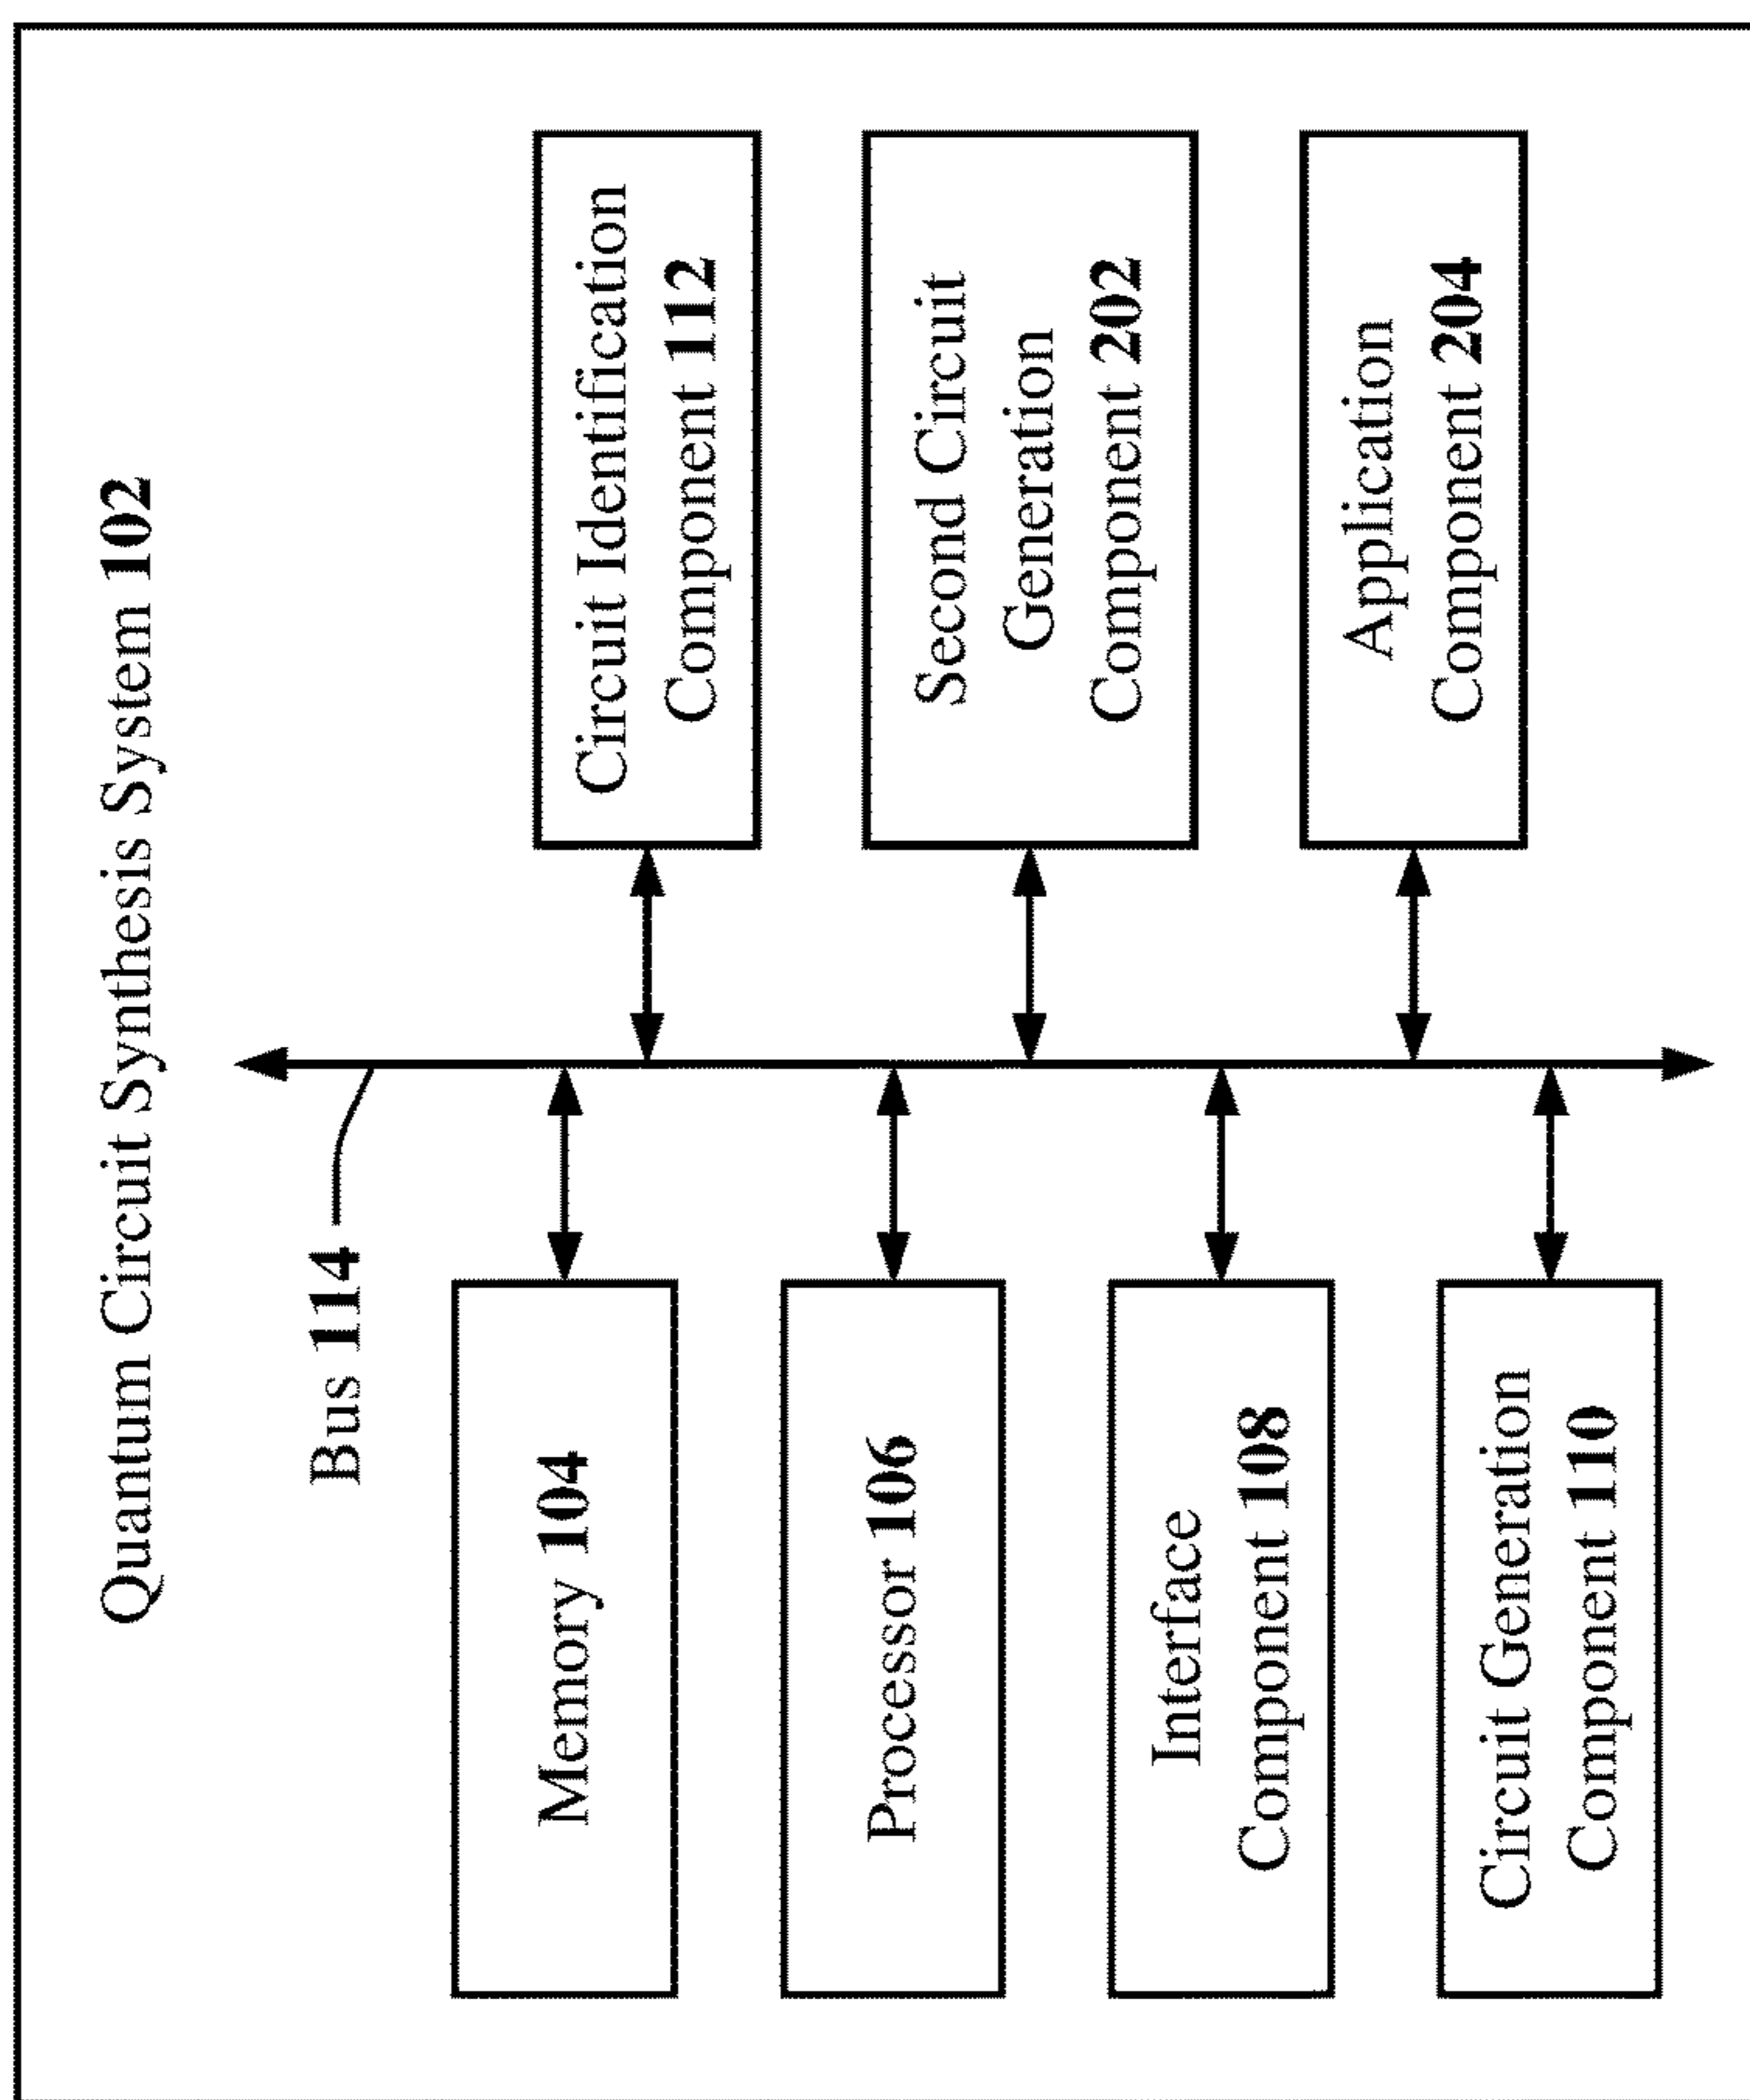 Quantum Circuit Synthesis System 102
Bus 114
Memory 104
Processor 106
Interface
Component 108
Circuit Generation
Component 110
Circuit Identification
Component 112
Second Circuit
Generation
Component 202
Application
Component 204